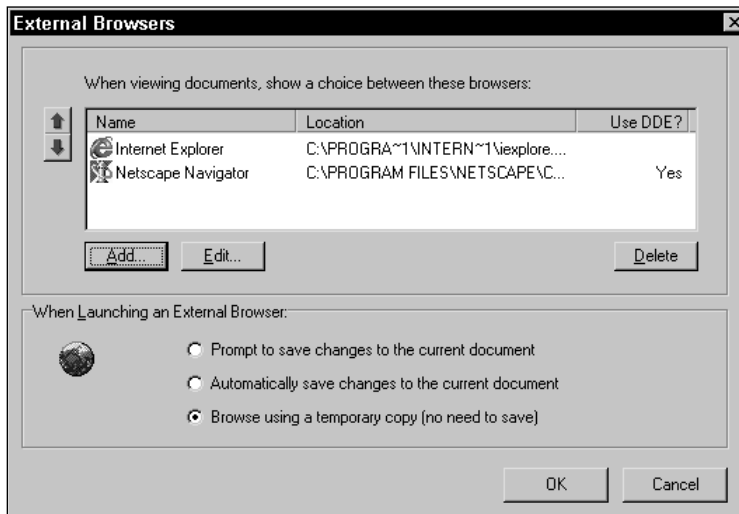 External Browsers
When viewing documents, show a choice between these browsers:
Name Location Use DDE?
Internet Explorer C:\PROGRA~1\INTERN~1\iexplore....
Netscape Navigator C:\PROGRAM FILES\NETSCAPE\C... Yes
Add... Edit... Delete
When Launching an External Browser:
Prompt to save changes to the current document
Automatically save changes to the current document
Browse using a temporary copy (no need to save)
OK Cancel